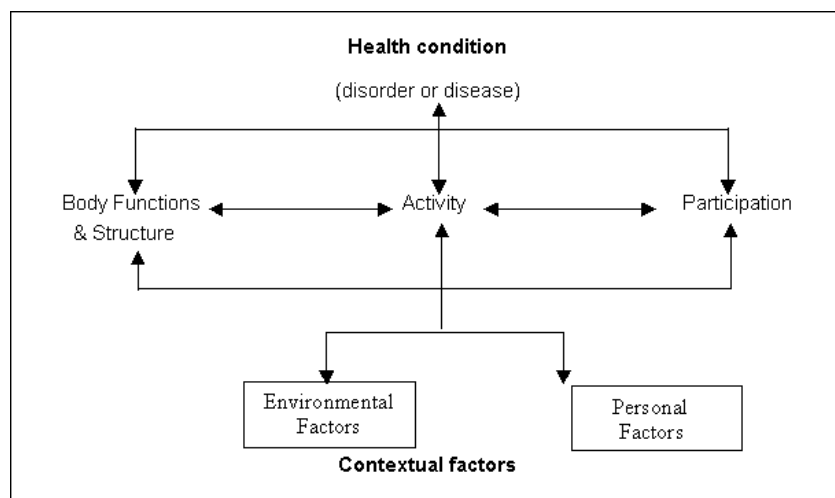 Health condition
(disorder or disease)
Body Functions
& Structure
Activity
Participation
Environmental
Factors
Personal
Factors
Contextual factors